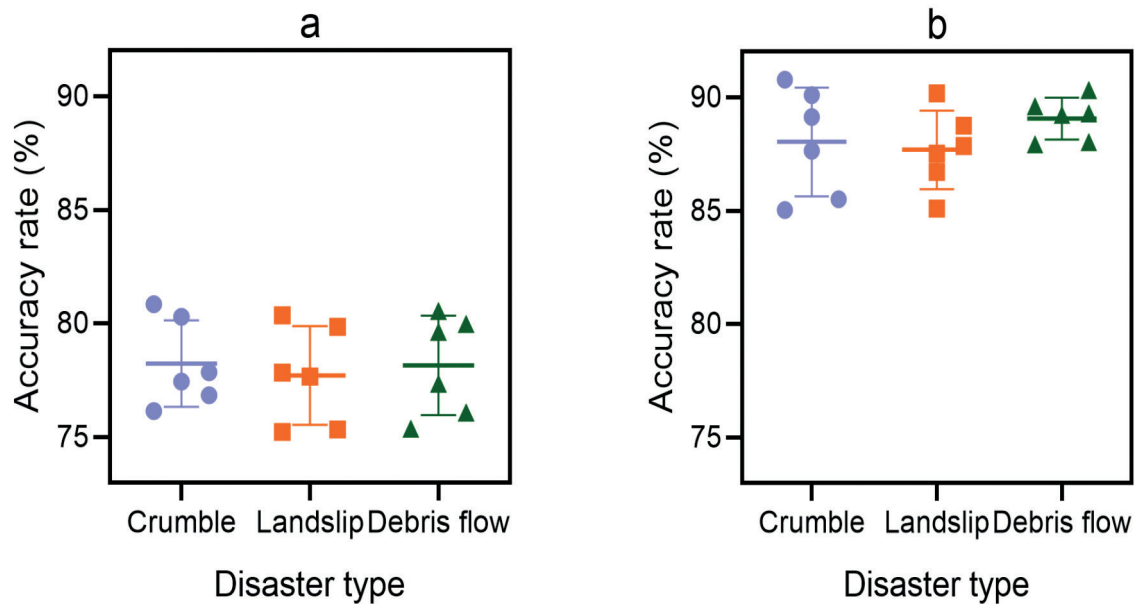 a
Accuracy rate (%)
90
85
80
75
Crumble Landslip Debris flow
Disaster type
b
Accuracy rate (%)
90
85
80
75
Crumble Landslip Debris flow
Disaster type